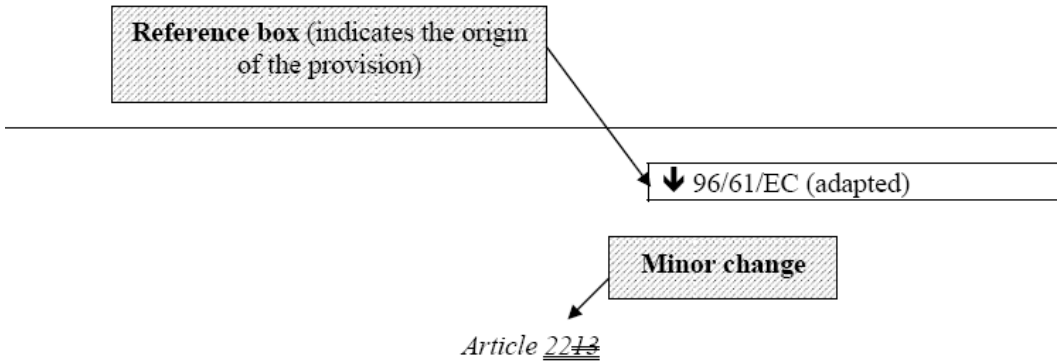 Reference box (indicates the origin
of the provision)
🡻 96/61/EC (adapted)
Minor change
Article 2213